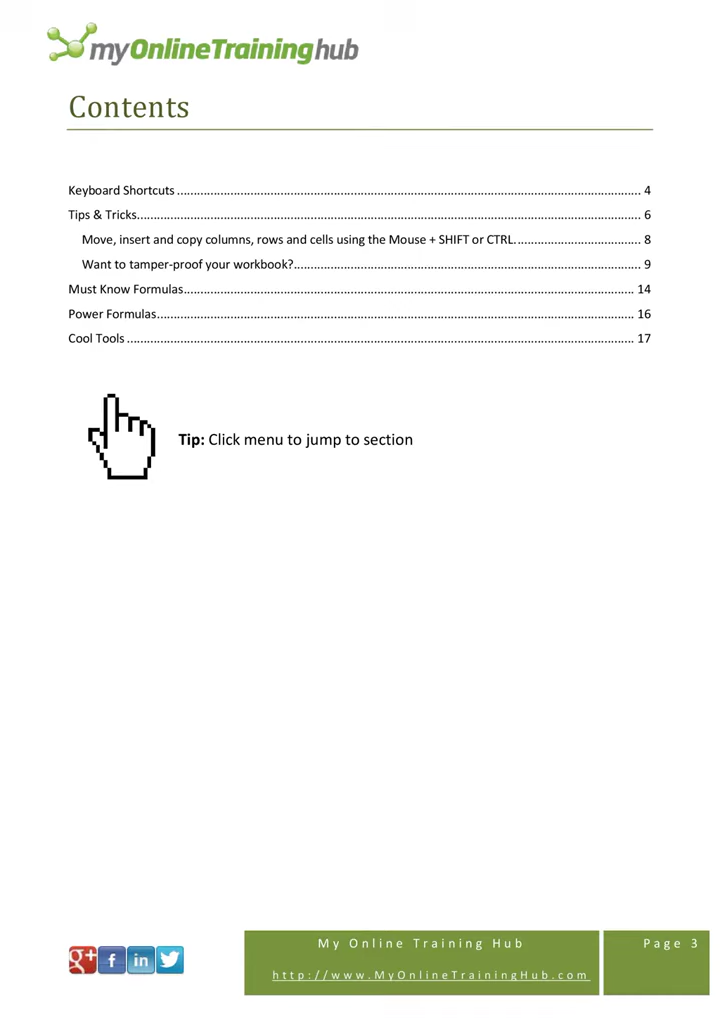 myOnlineTraininghub
Contents
Keyboard Shortcuts ........................................................................................................................................... 4
Tips & Tricks....................................................................................................................................................... 6
Move, insert and copy columns, rows and cells using the Mouse + SHIFT or CTRL...................................... 8
Want to tamper-proof your workbook?........................................................................................................ 9
Must Know Formulas....................................................................................................................................... 14
Power Formulas............................................................................................................................................... 16
Cool Tools ........................................................................................................................................................ 17
Tip: Click menu to jump to section
g+ f in
My Online Training Hub
Page 3
http://www.MyOnlineTrainingHub.com